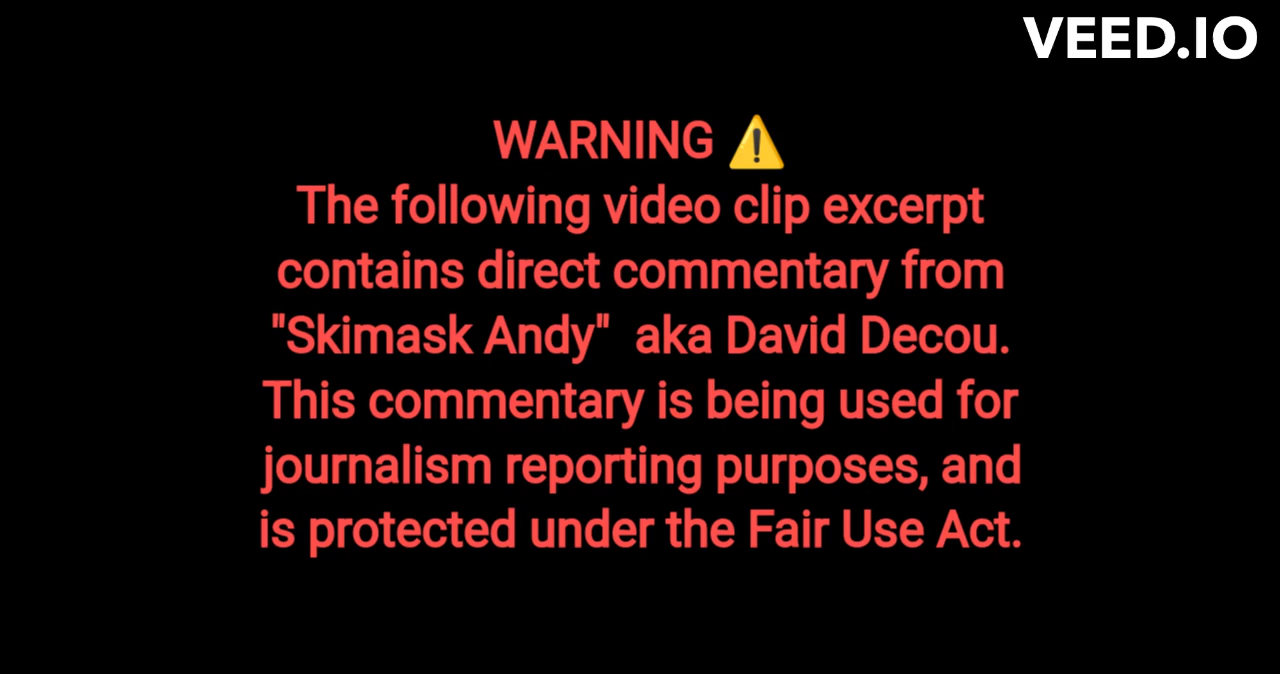 VEED.IO
WARNING ⚠️
The following video clip excerpt
contains direct commentary from
"Skimask Andy"  aka David Decou.
This commentary is being used for
journalism reporting purposes, and
is protected under the Fair Use Act.